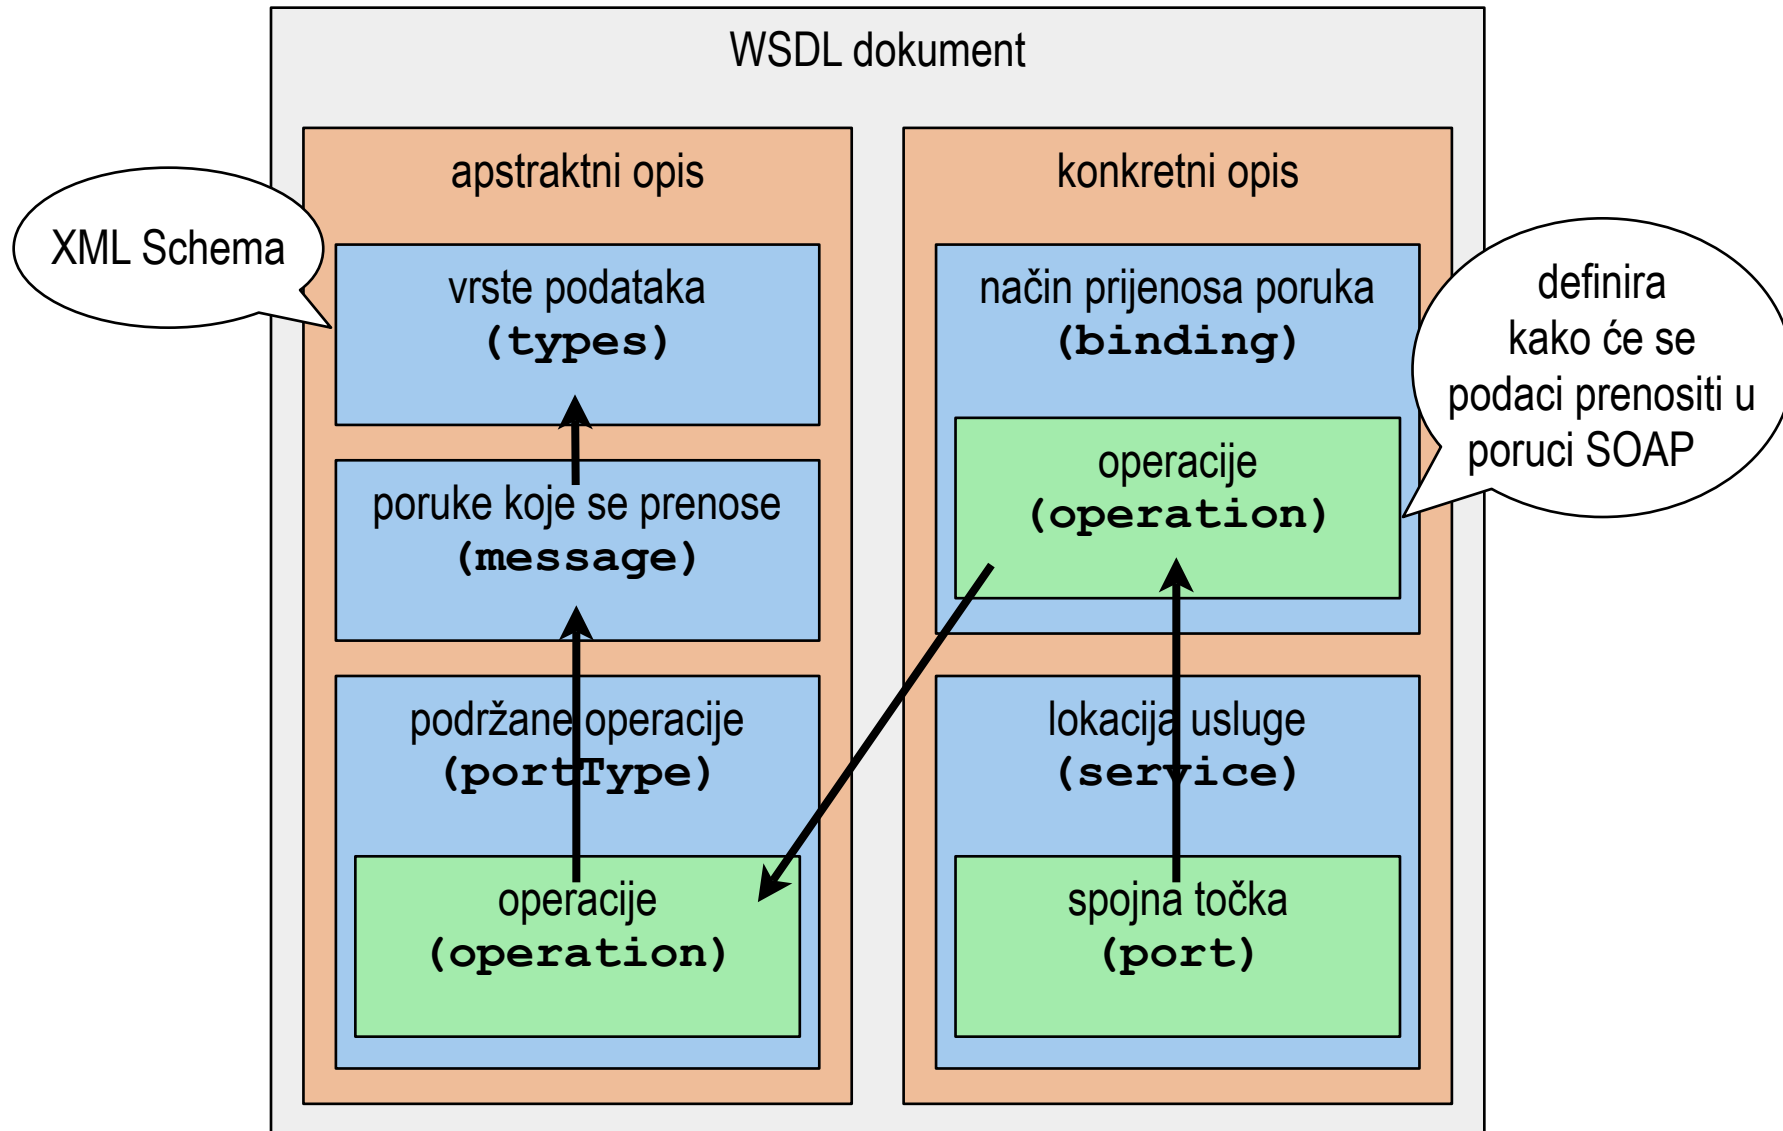 WSDL dokument
apstraktni opis
XML Schema
vrste podataka
(types)
poruke koje se prenose
(message)
podržane operacije
(portType)
operacije
(operation)
konkretni opis
način prijenosa poruka
(binding)
operacije
(operation)
definira
kako će se
podaci prenositi u
poruci SOAP
lokacija usluge
(service)
spojna točka
(port)